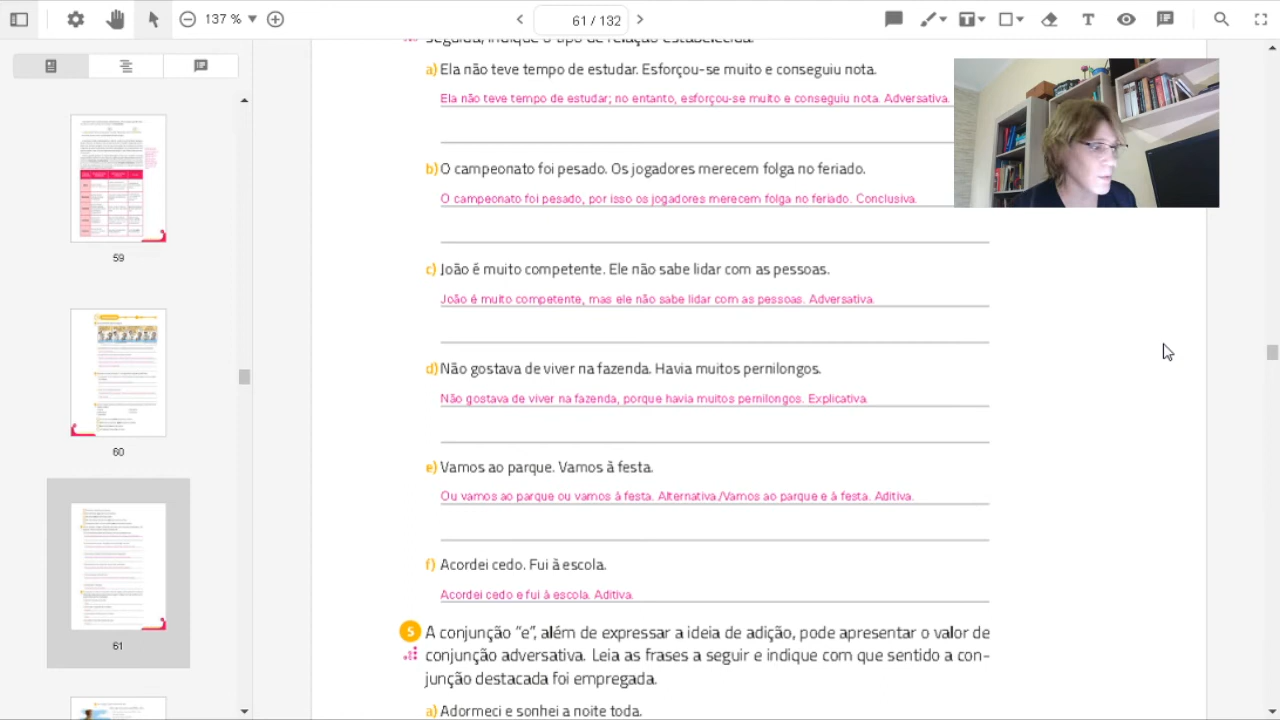 137 %
61 / 132
seguida, indique o tipo de relação estabelecida.
a) Ela não teve tempo de estudar. Esforçou-se muito e conseguiu nota.
Ela não teve tempo de estudar; no entanto, esforçou-se muito e conseguiu nota. Adversativa.
b) O campeonato foi pesado. Os jogadores merecem folga no feriado.
O campeonato foi pesado, por isso os jogadores merecem folga no feriado. Conclusiva.
c) João é muito competente. Ele não sabe lidar com as pessoas.
João é muito competente, mas ele não sabe lidar com as pessoas. Adversativa.
d) Não gostava de viver na fazenda. Havia muitos pernilongos.
Não gostava de viver na fazenda, porque havia muitos pernilongos. Explicativa.
e) Vamos ao parque. Vamos à festa.
Ou vamos ao parque ou vamos à festa. Alternativa./Vamos ao parque e à festa. Aditiva.
f) Acordei cedo. Fui à escola.
Acordei cedo e fui à escola. Aditiva.
5 A conjunção “e”, além de expressar a ideia de adição, pode apresentar o valor de
conjunção adversativa. Leia as frases a seguir e indique com que sentido a con-
junção destacada foi empregada.
a) Adormeci e sonhei a noite toda.
59
60
61